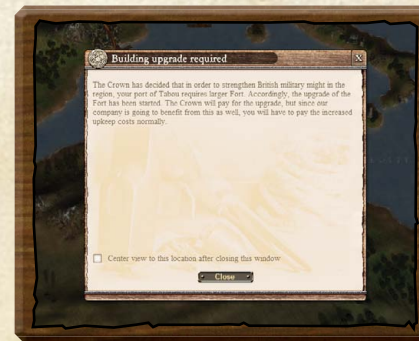 Building upgrade required
X
The Crown has decided that in order to strengthen British military might in the
region, your port of Tabou requires larger Fort. Accordingly, the upgrade of the
Fort has been started. The Crown will pay for the upgrade, but since our
company is going to benefit from this as well, you will have to pay the increased
upkeep costs normally.
Center view to this location after closing this window
Close